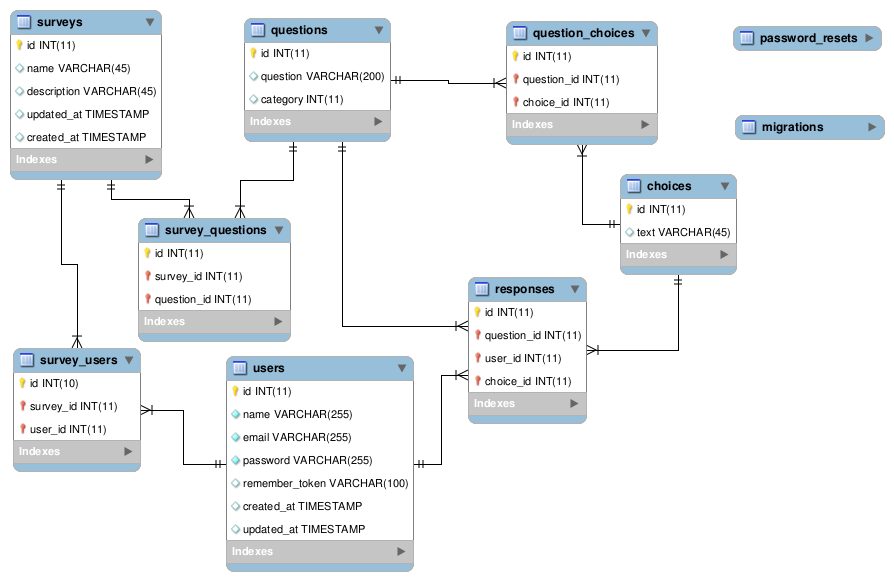 surveys
id INT(11)
name VARCHAR(45)
description VARCHAR(45)
updated_at TIMESTAMP
created_at TIMESTAMP
Indexes
questions
id INT(11)
question VARCHAR(200)
category INT(11)
Indexes
question_choices
id INT(11)
question_id INT(11)
choice_id INT(11)
Indexes
password_resets
migrations
choices
id INT(11)
text VARCHAR(45)
Indexes
survey_questions
id INT(11)
survey_id INT(11)
question_id INT(11)
Indexes
responses
id INT(11)
question_id INT(11)
user_id INT(11)
choice_id INT(11)
Indexes
survey_users
id INT(10)
survey_id INT(11)
user_id INT(11)
Indexes
users
id INT(11)
name VARCHAR(255)
email VARCHAR(255)
password VARCHAR(255)
remember_token VARCHAR(100)
created_at TIMESTAMP
updated_at TIMESTAMP
Indexes